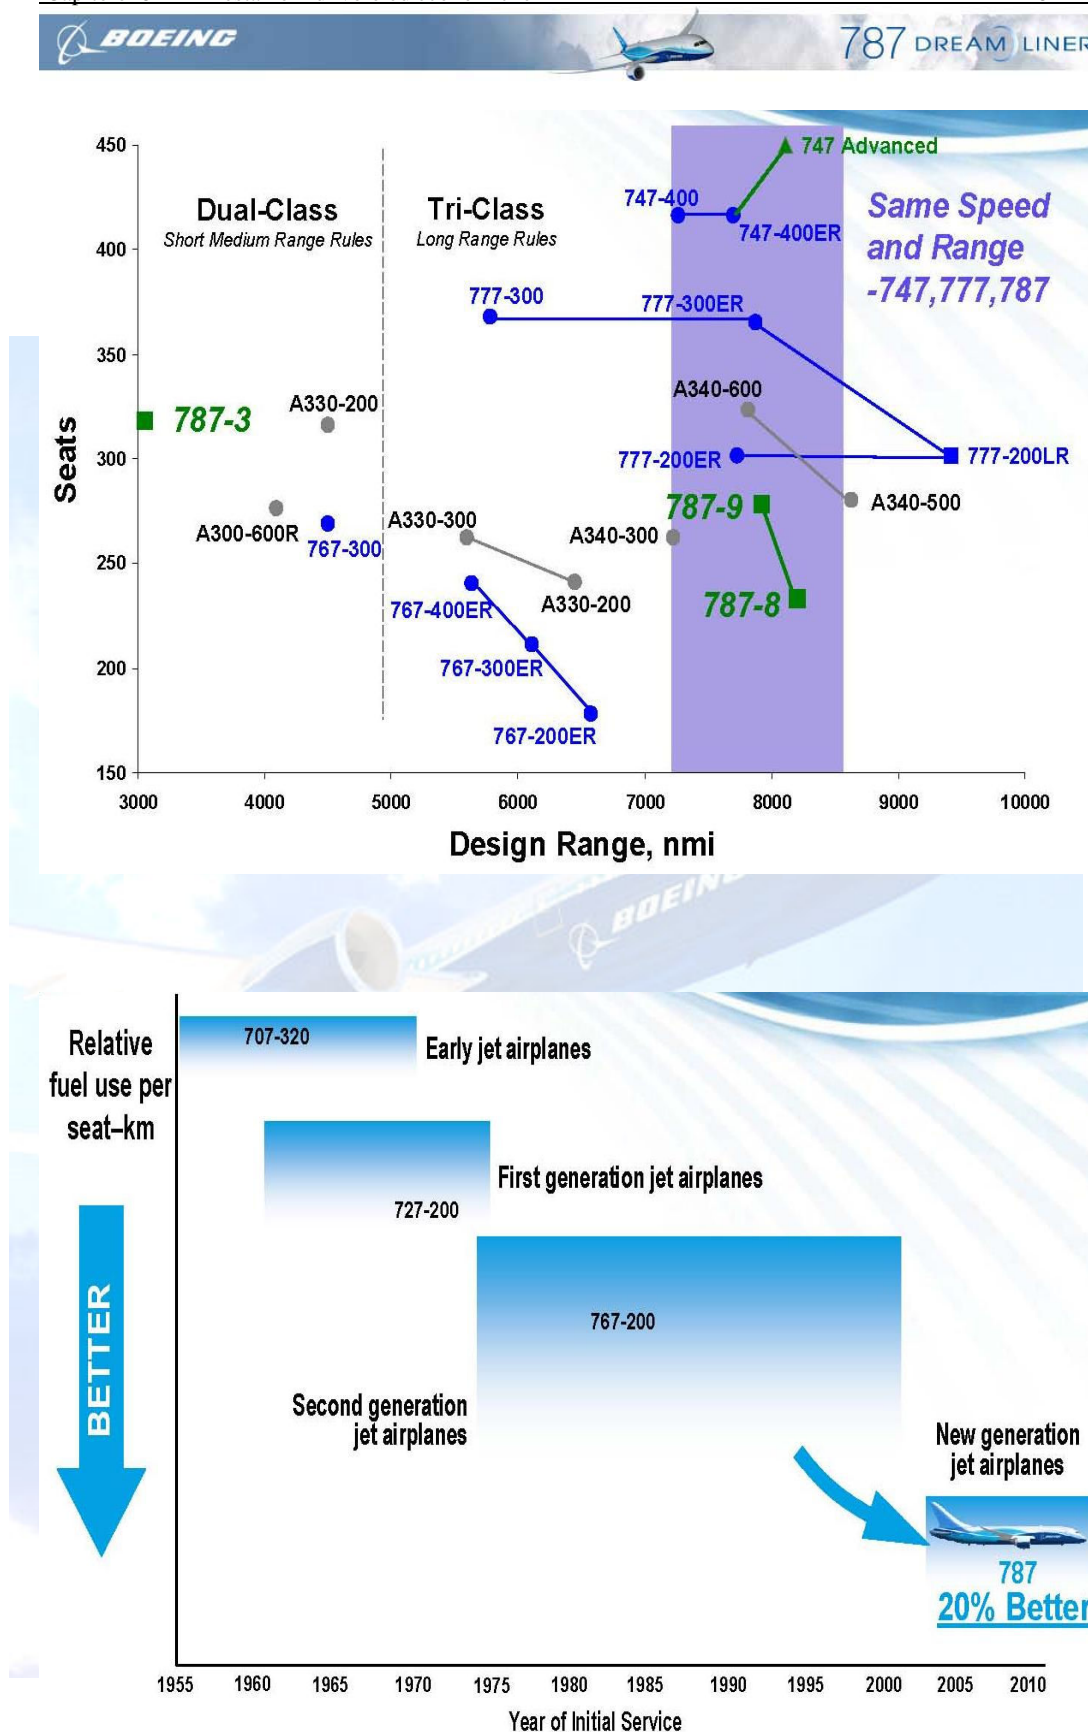 BOEING
787 DREAMLINER
450
747 Advanced
747-400
Dual-Class
Tri-Class
Same Speed
and Range
-747,777,787
Short Medium Range Rules
Long Range Rules
747-400ER
400
777-300
777-300ER
350
A340-600
A330-200
787-3
Seats
300
777-200ER
777-200LR
787-9
A340-500
A300-600R
A330-300
A340-300
767-300
250
787-8
A330-200
767-400ER
200
767-300ER
767-200ER
150
3000 4000 5000 6000 7000 8000 9000 10000
Design Range, nmi
BOEING
Relative
fuel use per
seat–km
707-320
Early jet airplanes
First generation jet airplanes
727-200
BETTER
767-200
Second generation
jet airplanes
New generation
jet airplanes
787
20% Better
1955 1960 1965 1970 1975 1980 1985 1990 1995 2000 2005 2010
Year of Initial Service